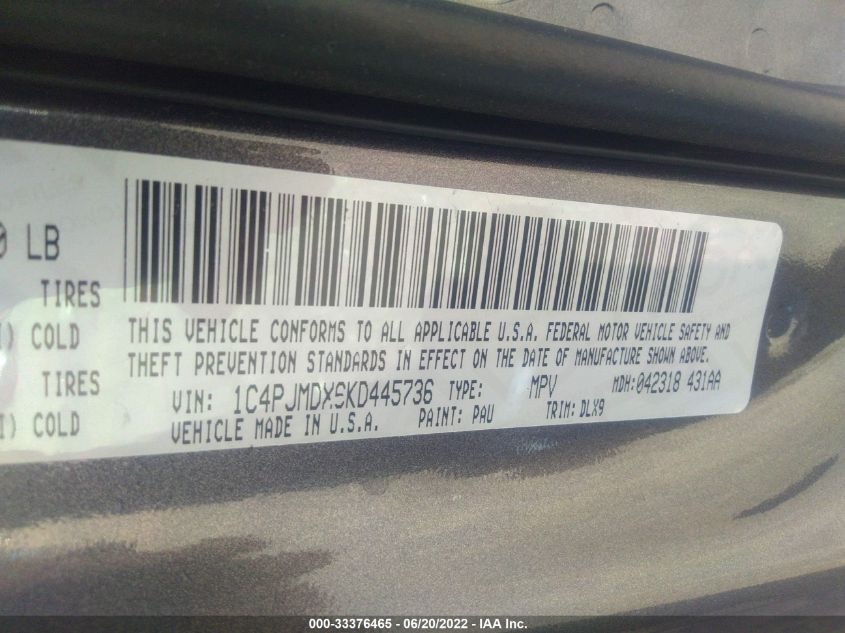 0 LB
TIRES
) COLD
TIRES
I) COLD
THIS VEHICLE CONFORMS TO ALL APPLICABLE U.S.A. FEDERAL MOTOR VEHICLE SAFETY AND
THEFT PREVENTION STANDARDS IN EFFECT ON THE DATE OF MANUFACTURE SHOWN ABOVE.
VIN: 1C4PJMDX6KD445736 TYPE: MPV MDH:042318 431AA
VEHICLE MADE IN U.S.A. PAINT: PAU TRIM: DLX9
000-33376465 - 06/20/2022 - IAA Inc.